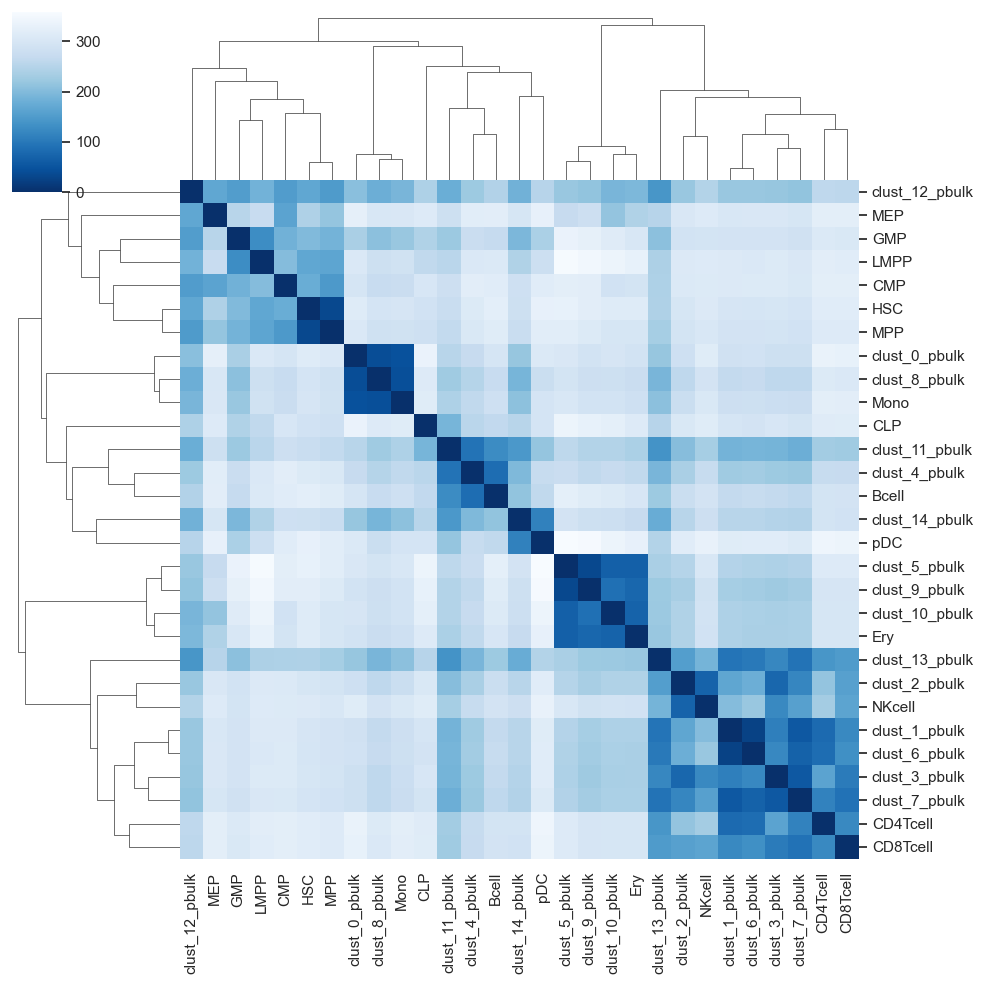 300
200
100
0
clust_12_pbulk
MEP
GMP
LMPP
CMP
HSC
MPP
clust_0_pbulk
clust_8_pbulk
Mono
CLP
clust_11_pbulk
clust_4_pbulk
Bcell
clust_14_pbulk
pDC
clust_5_pbulk
clust_9_pbulk
clust_10_pbulk
Ery
clust_13_pbulk
clust_2_pbulk
NKcell
clust_1_pbulk
clust_6_pbulk
clust_3_pbulk
clust_7_pbulk
CD4Tcell
CD8Tcell
clust_12_pbulk
MEP
GMP
LMPP
CMP
HSC
MPP
clust_0_pbulk
clust_8_pbulk
Mono
CLP
clust_11_pbulk
clust_4_pbulk
Bcell
clust_14_pbulk
pDC
clust_5_pbulk
clust_9_pbulk
clust_10_pbulk
Ery
clust_13_pbulk
clust_2_pbulk
NKcell
clust_1_pbulk
clust_6_pbulk
clust_3_pbulk
clust_7_pbulk
CD4Tcell
CD8Tcell